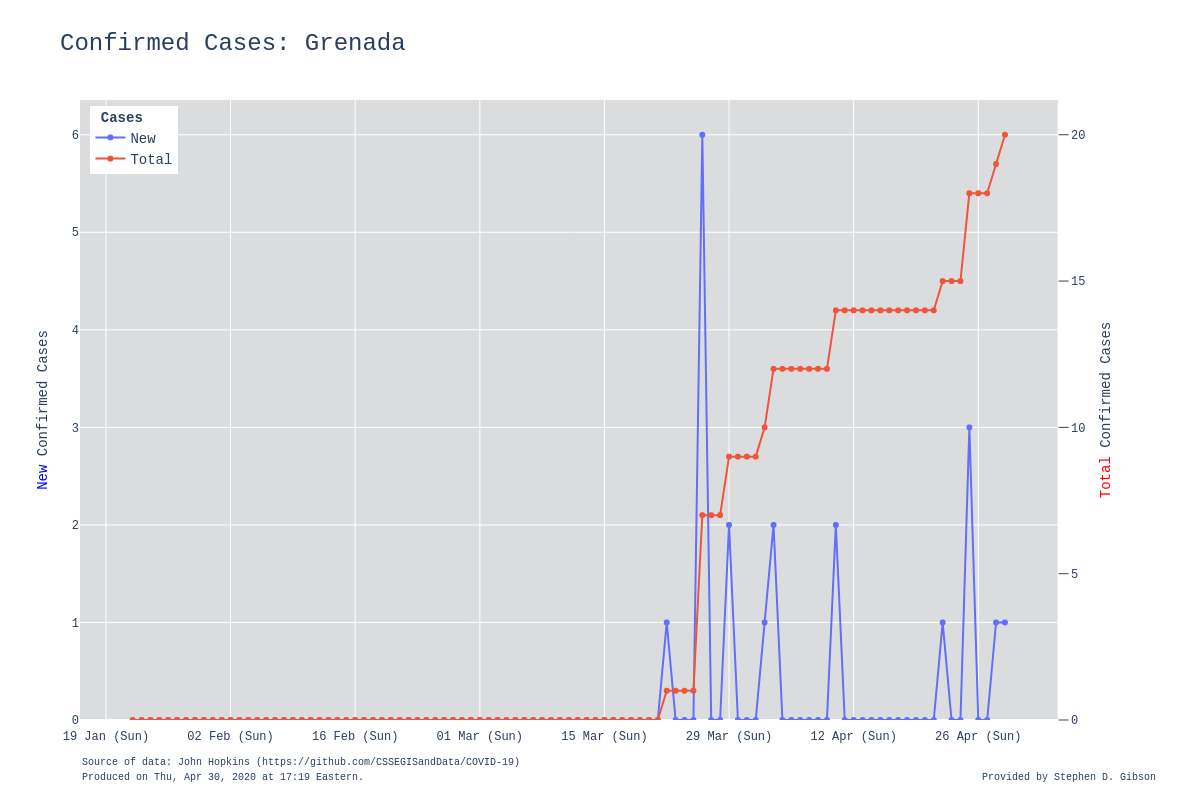 Confirmed Cases: Grenada
Cases
New
Total
6
5
4
3
2
1
0
20
15
10
5
0
New Confirmed Cases
Total Confirmed Cases
19 Jan (Sun) 02 Feb (Sun) 16 Feb (Sun) 01 Mar (Sun) 15 Mar (Sun) 29 Mar (Sun) 12 Apr (Sun) 26 Apr (Sun)
Source of data: John Hopkins (https://github.com/CSSEGISandData/COVID-19)
Produced on Thu, Apr 30, 2020 at 17:19 Eastern.
Provided by Stephen D. Gibson